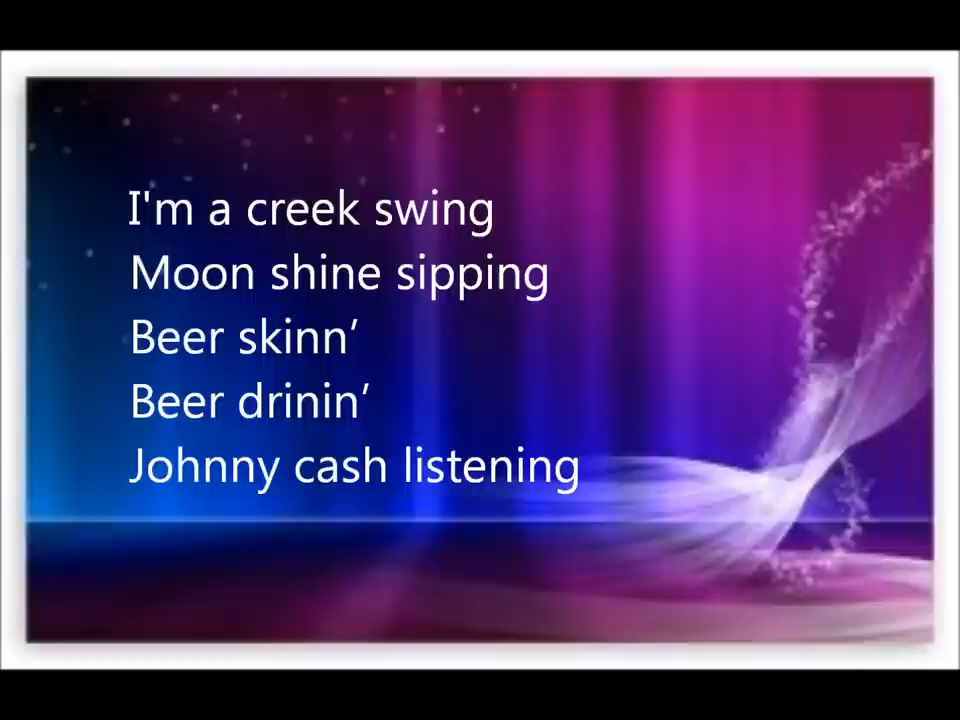 I'm a creek swing
Moon shine sipping
Beer skinn’
Beer drinin’
Johnny cash listening